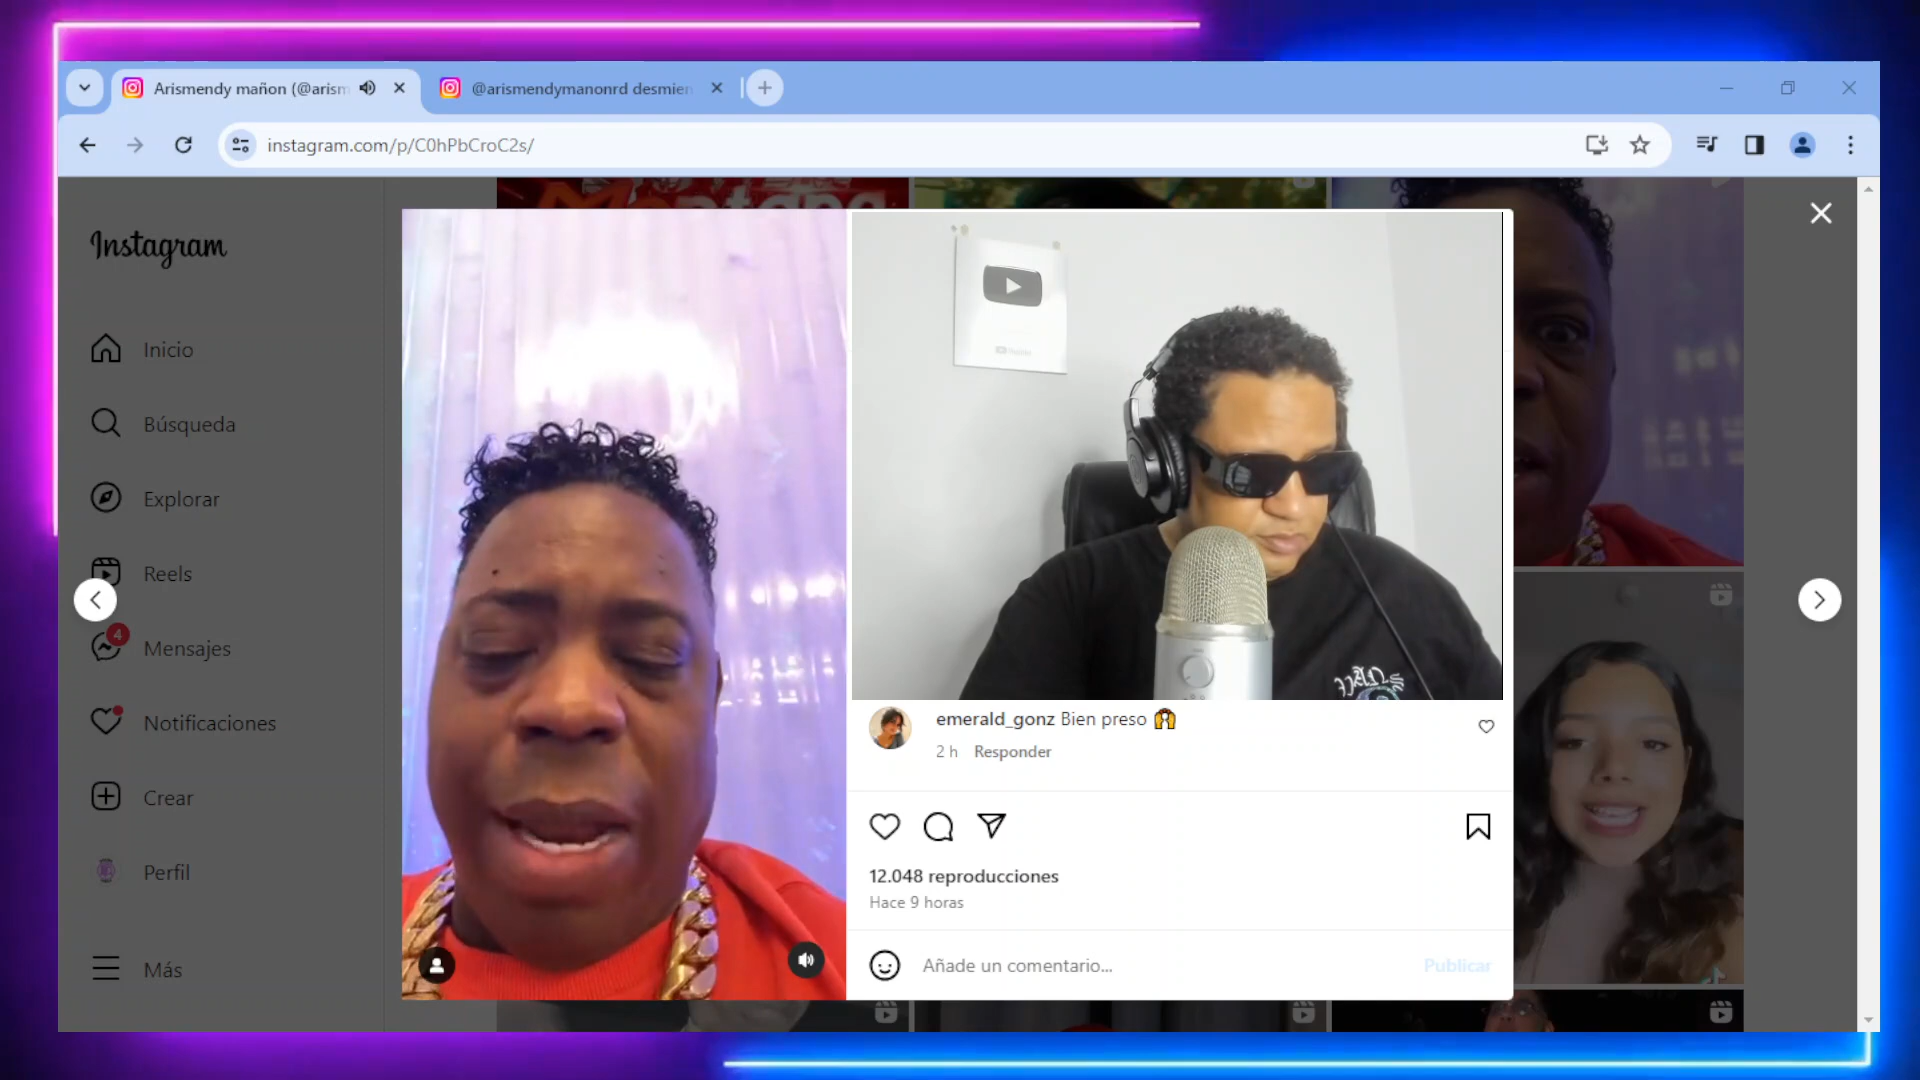 Arismendy mañon (@arism
@arismendymanonrd desmien
instagram.com/p/C0hPbCroC2s/
Instagram
Inicio
Búsqueda
Explorar
Reels
4
Mensajes
Notificaciones
Crear
Perfil
Más
emerald_gonz Bien preso
2 h Responder
12.048 reproducciones
Hace 9 horas
Añade un comentario...
Publicar